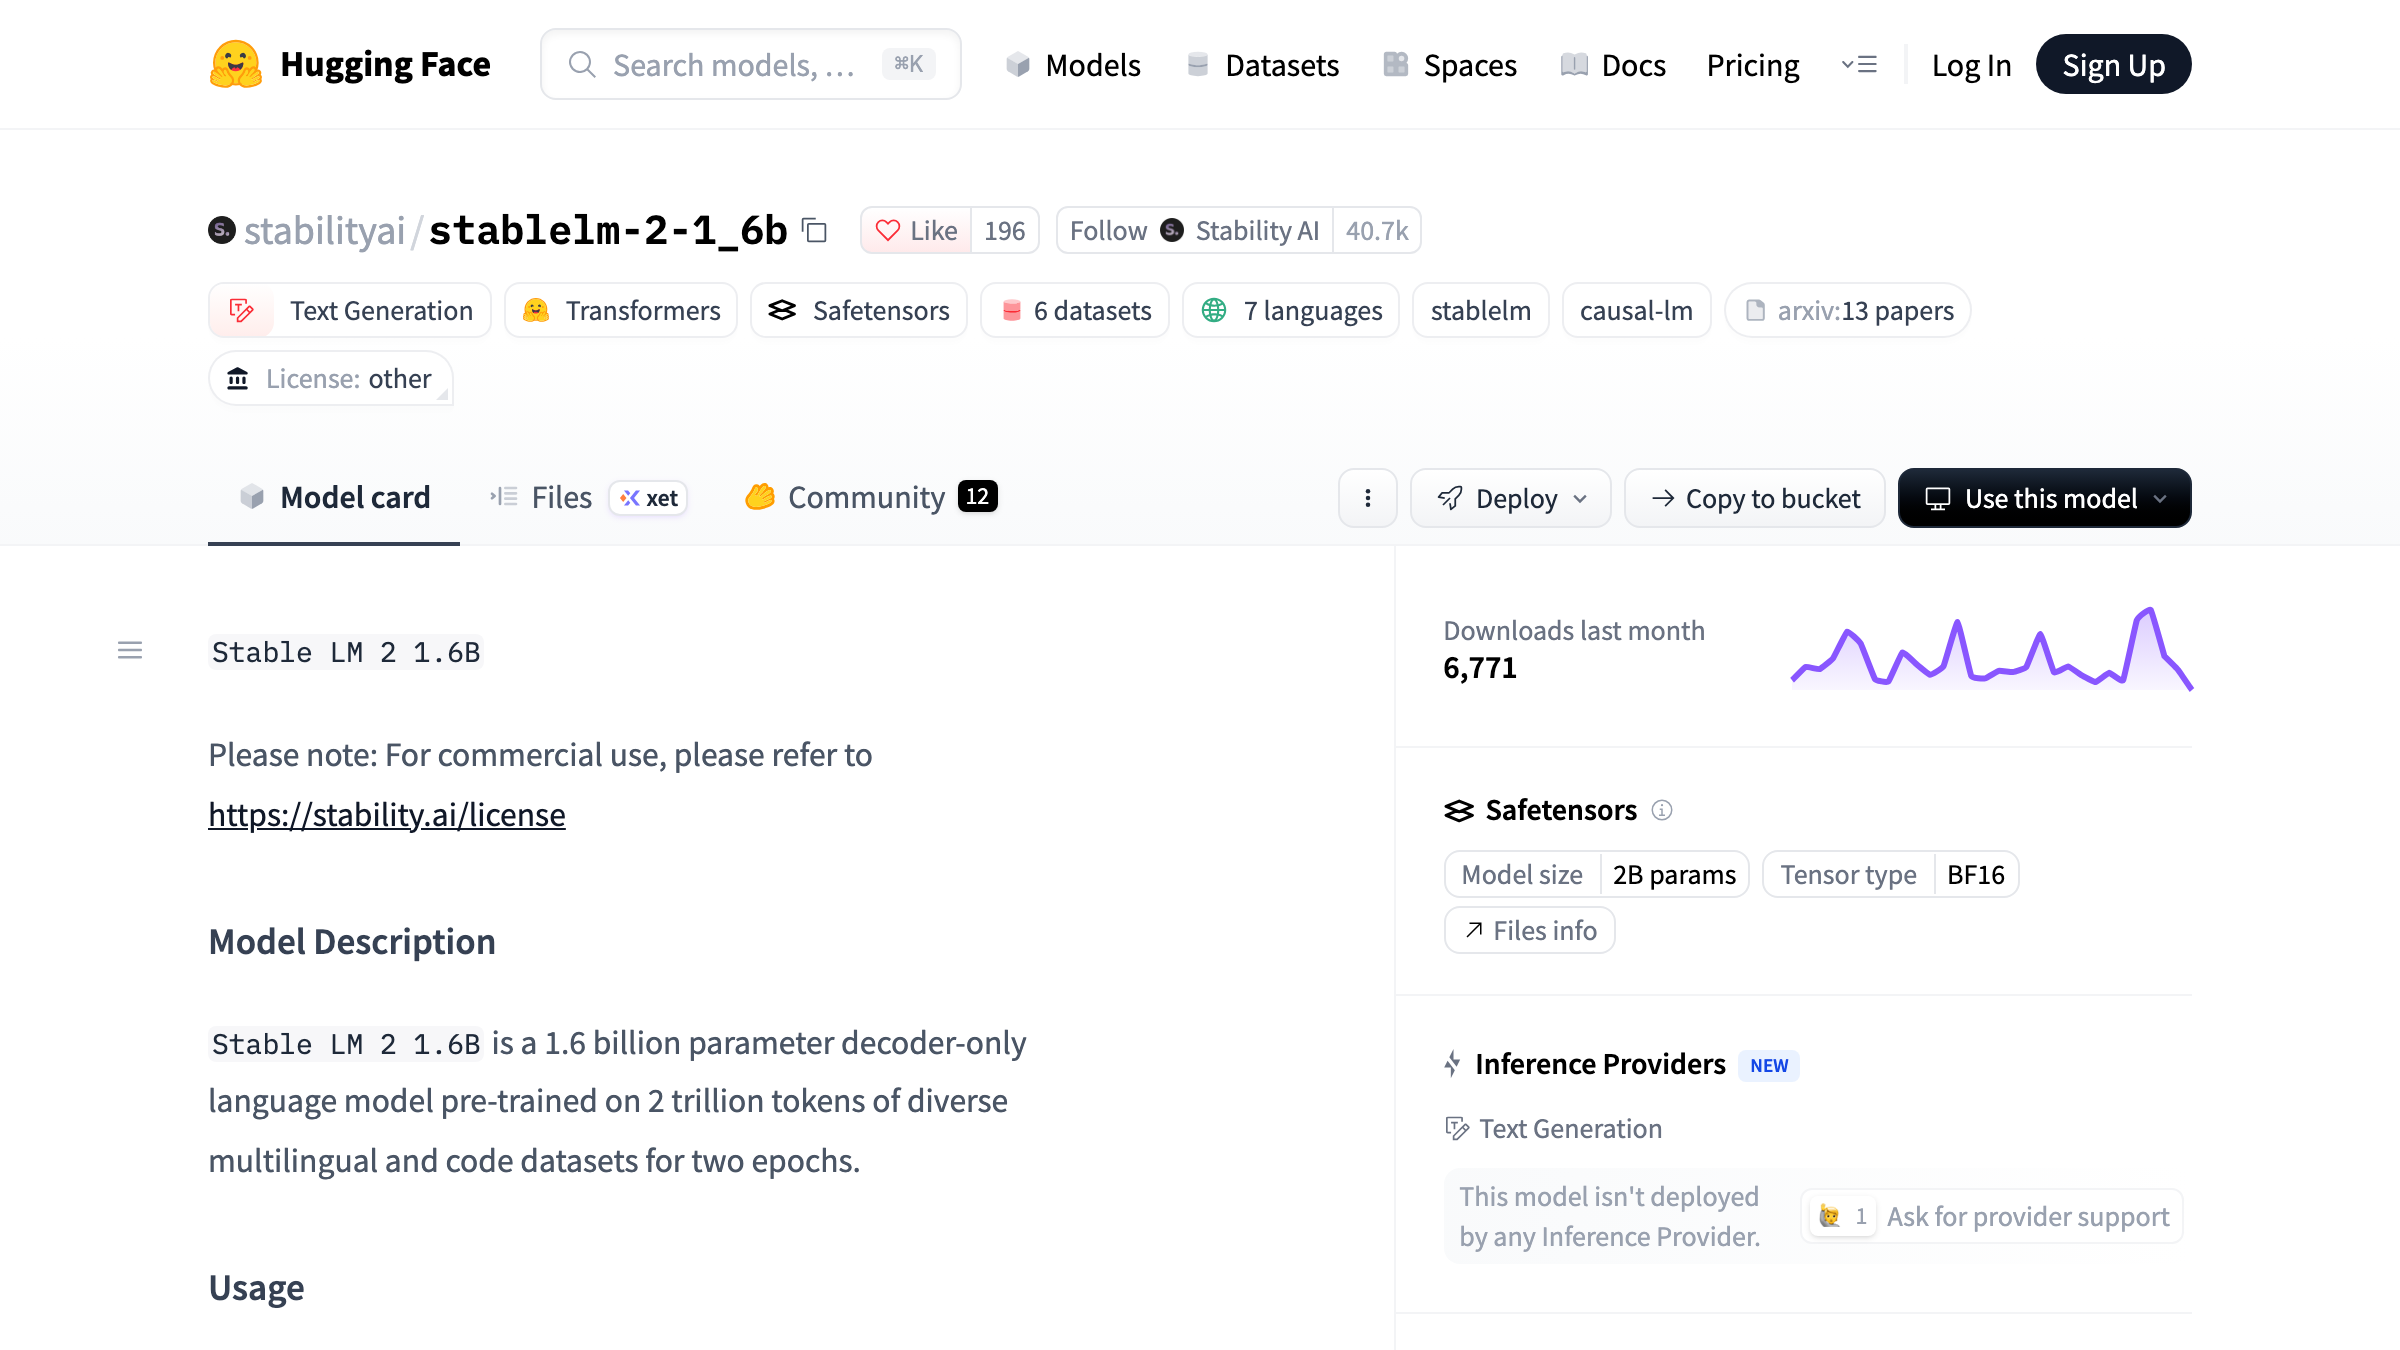 Hugging Face
Search models, ...
⌘K
Models
Datasets
Spaces
Docs
Pricing
Log In
Sign Up
stabilityai/stablelm-2-1_6b
Like 196
Follow Stability AI 40.7k
Text Generation
Transformers
Safetensors
6 datasets
7 languages
stablelm
causal-lm
arxiv:13 papers
License: other
Model card
Files xet
Community 12
Deploy
Copy to bucket
Use this model
Stable LM 2 1.6B
Please note: For commercial use, please refer to
https://stability.ai/license
Model Description
Stable LM 2 1.6B is a 1.6 billion parameter decoder-only
language model pre-trained on 2 trillion tokens of diverse
multilingual and code datasets for two epochs.
Usage
Downloads last month
6,771
Safetensors
Model size 2B params
Tensor type BF16
Files info
Inference Providers NEW
Text Generation
This model isn't deployed
by any Inference Provider.
1 Ask for provider support